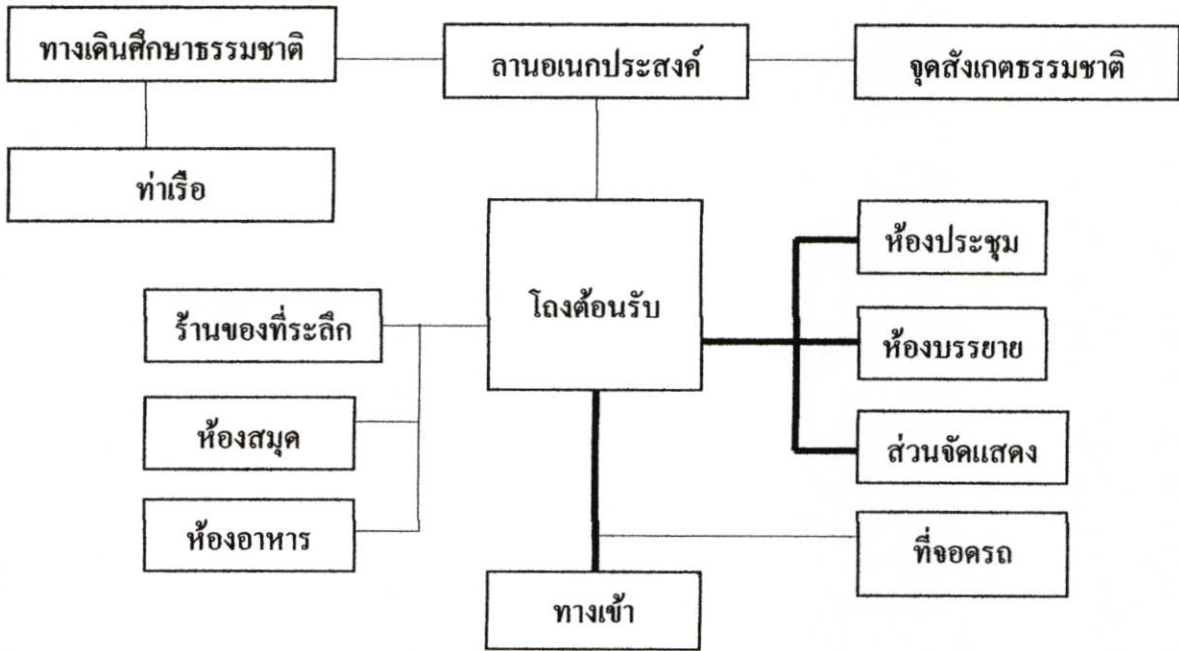 ทางเดินศึกษาธรรมชาติ
ลานอเนกประสงค์
จุดสังเกตธรรมชาติ
ท่าเรือ
โถงต้อนรับ
ห้องประชุม
ร้านของที่ระลึก
ห้องบรรยาย
ห้องสมุด
ส่วนจัดแสดง
ห้องอาหาร
ที่จอดรถ
ทางเข้า